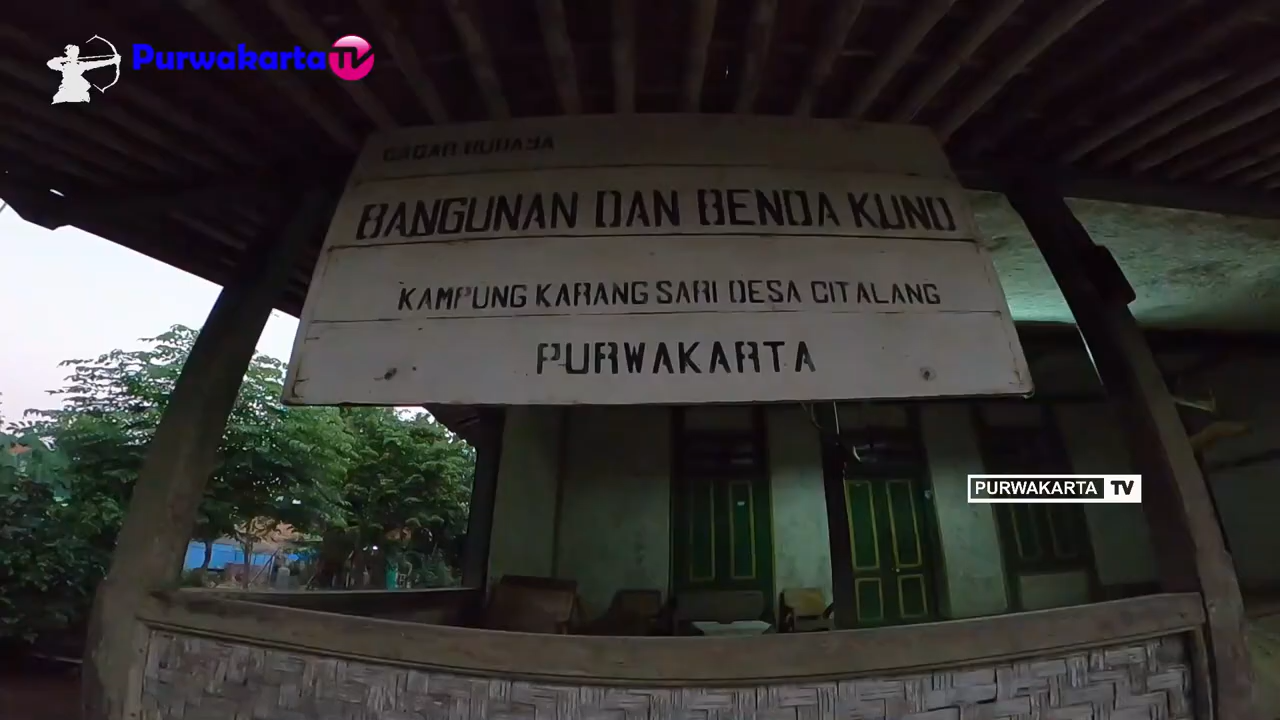 Purwakarta TV
CAGAR BUDAYA
BANGUNAN DAN BENDA KUNO
KAMPUNG KARANG SARI DESA CITALANG
PURWAKARTA
PURWAKARTA TV